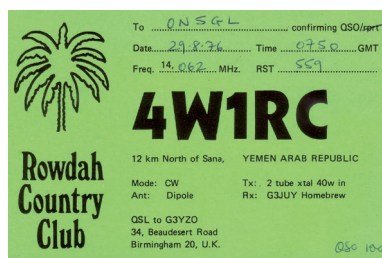 To ON5GL confirming QSO/rprt
Date 29-8-76 Time 0750 GMT
Freq. 14,062 MHz. RST 559
4W1RC
12 km North of Sana, YEMEN ARAB REPUBLIC
Mode: CW Tx: 2 tube xtal 40w in
Ant: Dipole Rx: G3JUY Homebrew
QSL to G3YZO
34, Beaudesert Road
Birmingham 20, U.K.
Rowdah
Country
Club
QSO